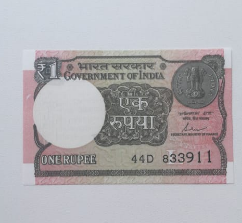 ₹1 भारत सरकार
GOVERNMENT OF INDIA
एक
रुपया
ONE RUPEE 44D 833911